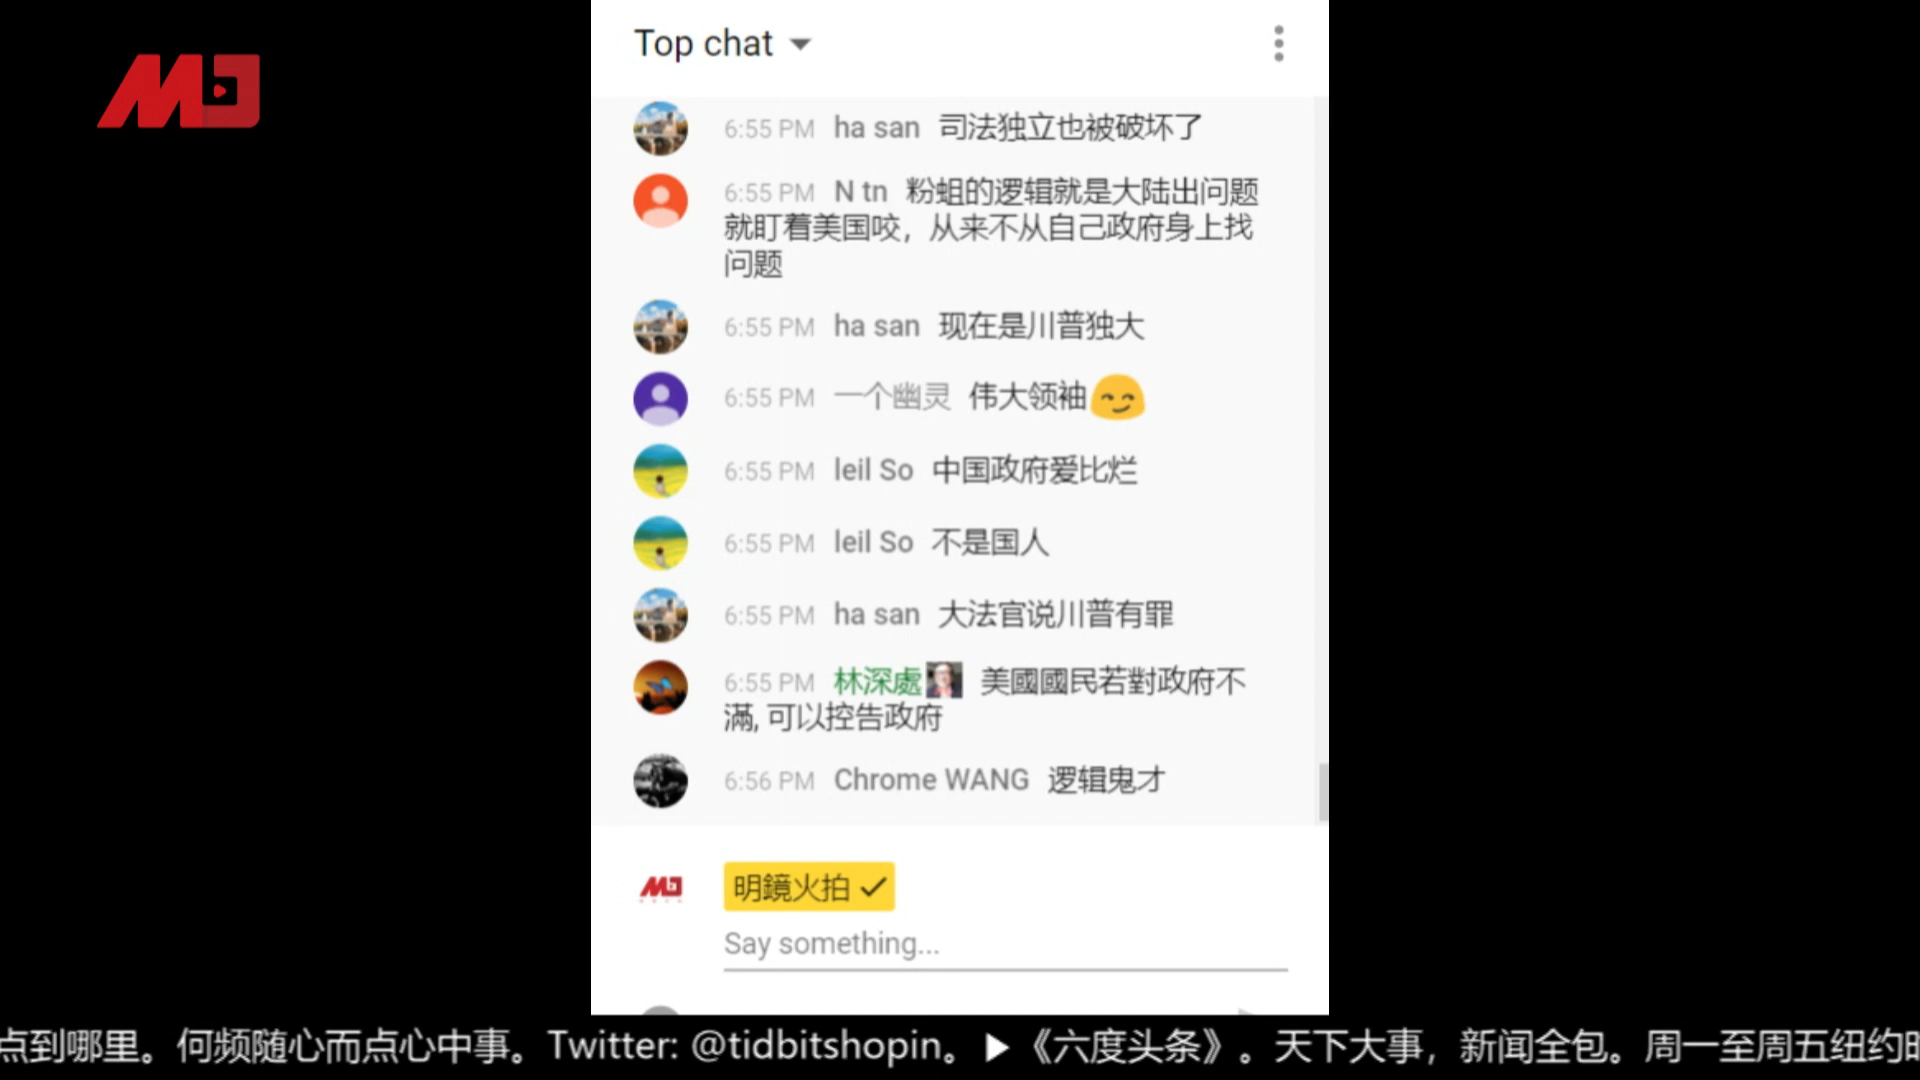 Top chat
6:55 PM ha san 司法独立也被破坏了
6:55 PM N tn 粉蛆的逻辑就是大陆出问题
就盯着美国咬，从来不从自己政府身上找
问题
6:55 PM ha san 现在是川普独大
6:55 PM 一个幽灵 伟大领袖
6:55 PM leil So 中国政府爱比烂
6:55 PM leil So 不是国人
6:55 PM ha san 大法官说川普有罪
6:55 PM 林深處 美國國民若對政府不
滿, 可以控告政府
6:56 PM Chrome WANG 逻辑鬼才
明鏡火拍
Say something...
点到哪里。何频随心而点心中事。Twitter: @tidbitshopin。▶《六度头条》。天下大事，新闻全包。周一至周五纽约时